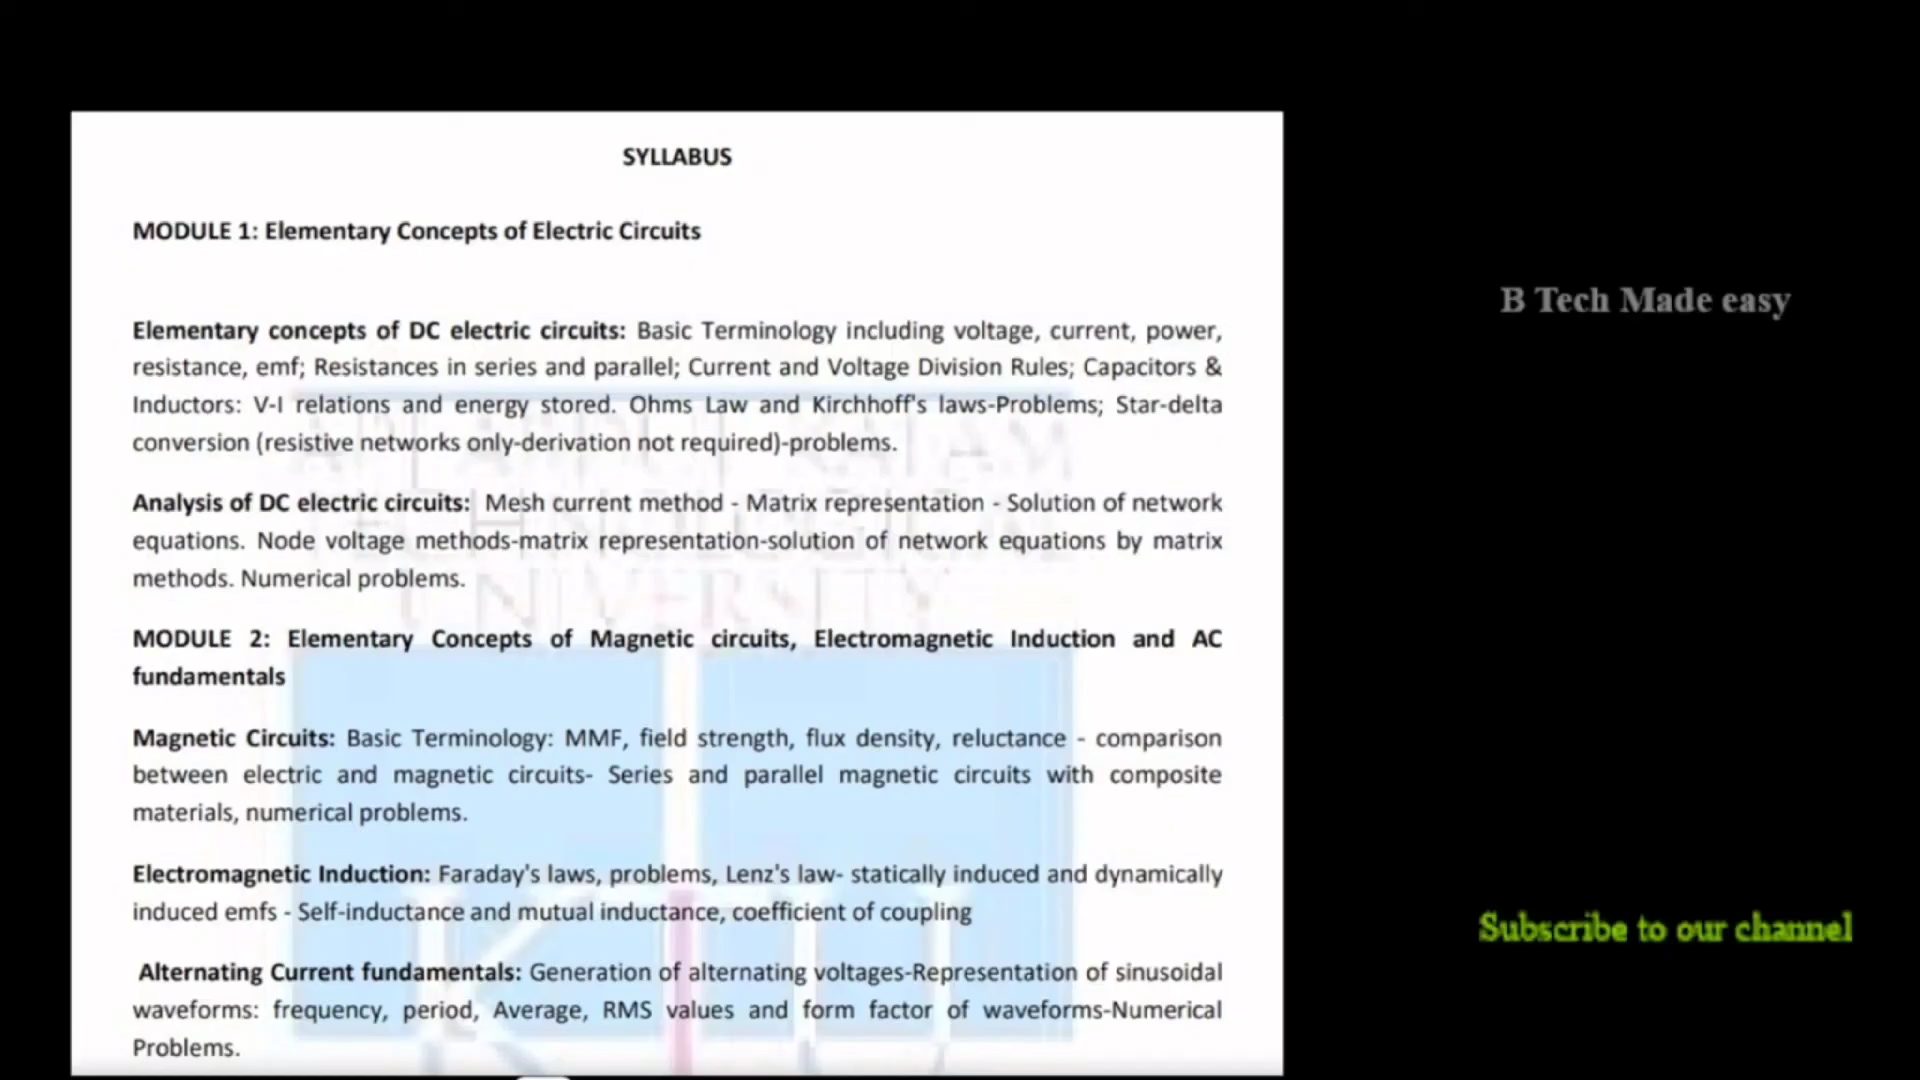 SYLLABUS
MODULE 1: Elementary Concepts of Electric Circuits
B Tech Made easy
Elementary concepts of DC electric circuits: Basic Terminology including voltage, current, power,
resistance, emf; Resistances in series and parallel; Current and Voltage Division Rules; Capacitors &
Inductors: V-I relations and energy stored. Ohms Law and Kirchhoff's laws-Problems; Star-delta
conversion (resistive networks only-derivation not required)-problems.
Analysis of DC electric circuits: Mesh current method - Matrix representation - Solution of network
equations. Node voltage methods-matrix representation-solution of network equations by matrix
methods. Numerical problems.
MODULE 2: Elementary Concepts of Magnetic circuits, Electromagnetic Induction and AC
fundamentals
Magnetic Circuits: Basic Terminology: MMF, field strength, flux density, reluctance - comparison
between electric and magnetic circuits- Series and parallel magnetic circuits with composite
materials, numerical problems.
Electromagnetic Induction: Faraday's laws, problems, Lenz's law- statically induced and dynamically
induced emfs - Self-inductance and mutual inductance, coefficient of coupling
Alternating Current fundamentals: Generation of alternating voltages-Representation of sinusoidal
waveforms: frequency, period, Average, RMS values and form factor of waveforms-Numerical
Problems.
Subscribe to our channel
API ABDUL KALAM
TECHNOLOGICAL
UNIVERSITY
KTU